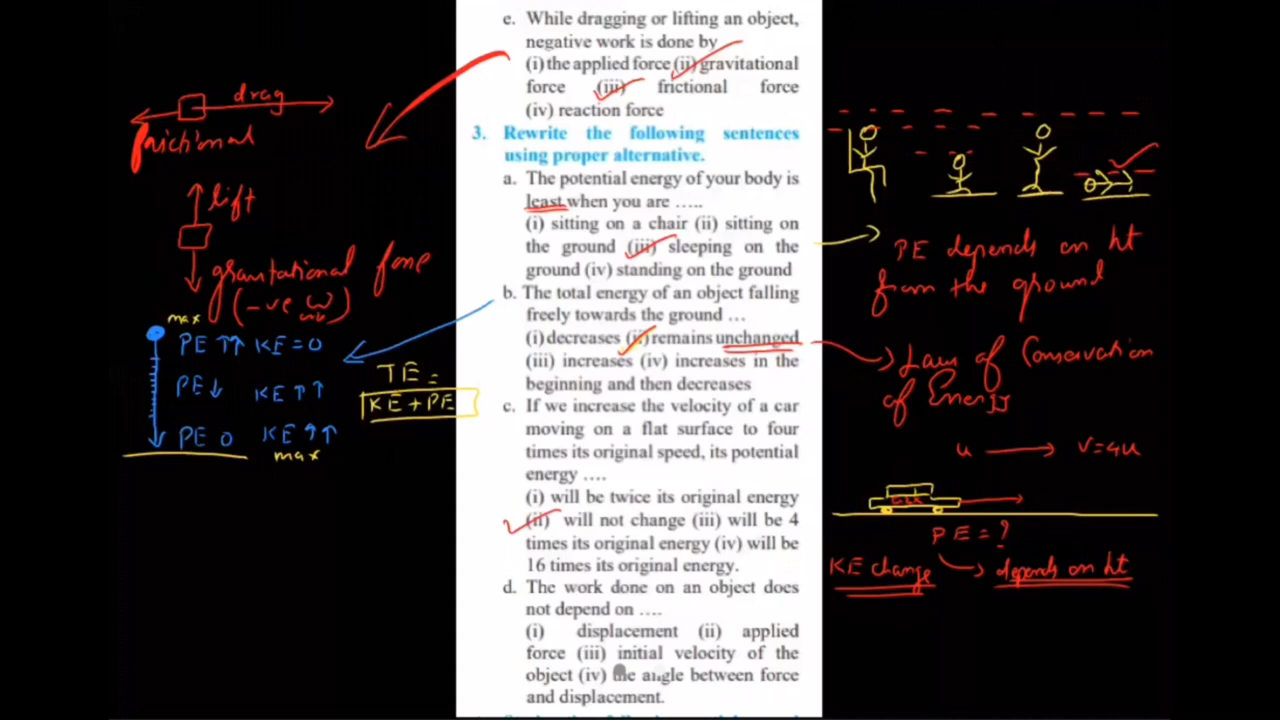 e. While dragging or lifting an object,
negative work is done by
(i) the applied force (ii) gravitational
force (iii) frictional force
(iv) reaction force
3. Rewrite the following sentences
using proper alternative.
a. The potential energy of your body is
least when you are …..
(i) sitting on a chair (ii) sitting on
the ground (iii) sleeping on the
ground (iv) standing on the ground
b. The total energy of an object falling
freely towards the ground …
(i) decreases (ii) remains unchanged
(iii) increases (iv) increases in the
beginning and then decreases
c. If we increase the velocity of a car
moving on a flat surface to four
times its original speed, its potential
energy ….
(i) will be twice its original energy
(ii) will not change (iii) will be 4
times its original energy (iv) will be
16 times its original energy.
d. The work done on an object does
not depend on ….
(i) displacement (ii) applied
force (iii) initial velocity of the
object (iv) the angle between force
and displacement.
drag
frictional
lift
gravitational force
(-ve W)
max
PE ↑↑ KE = 0
PE ↓ KE ↑↑
PE 0 KE ↑↑
max
TE =
KE + PE
PE depends on ht
from the ground
Law of Conservation
of Energy
u → v=4u
car
PE = ?
KE change depends on ht